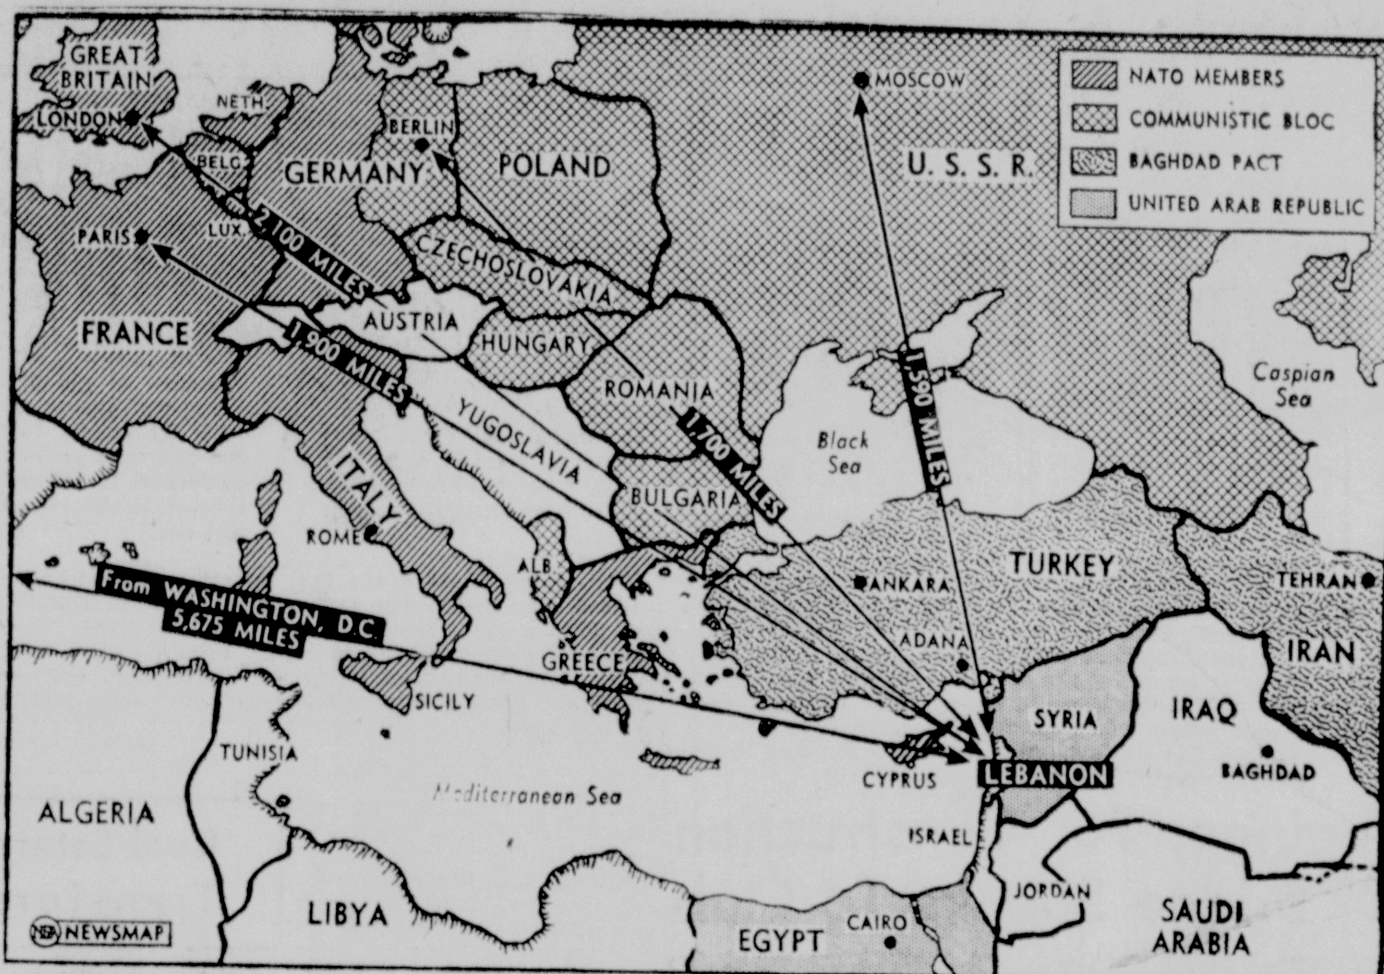 GREAT
BRITAIN
LONDON
NETH.
BELG.
LUX.
PARIS
FRANCE
GERMANY
BERLIN
POLAND
CZECHOSLOVAKIA
AUSTRIA
HUNGARY
ROMANIA
YUGOSLAVIA
BULGARIA
ALB.
ITALY
ROME
GREECE
SICILY
MOSCOW
U. S. S. R.
NATO MEMBERS
COMMUNISTIC BLOC
BAGHDAD PACT
UNITED ARAB REPUBLIC
2,100 MILES
1,900 MILES
1,700 MILES
1,590 MILES
From WASHINGTON, D.C.
5,675 MILES
Black
Sea
Caspian
Sea
TURKEY
ANKARA
ADANA
TEHRAN
IRAN
SYRIA
IRAQ
BAGHDAD
CYPRUS
LEBANON
ISRAEL
JORDAN
SAUDI
ARABIA
Mediterranean Sea
TUNISIA
ALGERIA
LIBYA
EGYPT
CAIRO
NEA NEWSMAP